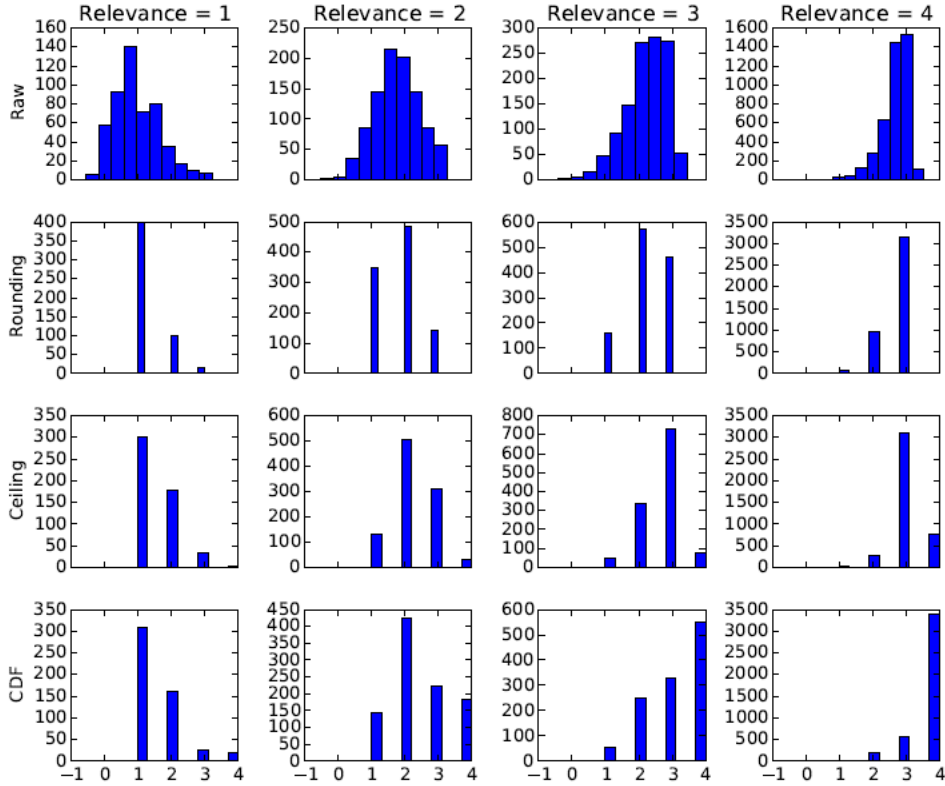 Relevance = 1 Relevance = 2 Relevance = 3 Relevance = 4
Raw
160 140 120 100 80 60 40 20 0
250 200 150 100 50 0
300 250 200 150 100 50 0
1600 1400 1200 1000 800 600 400 200 0
Rounding
400 350 300 250 200 150 100 50 0
500 400 300 200 100 0
600 500 400 300 200 100 0
3500 3000 2500 2000 1500 1000 500 0
Ceiling
350 300 250 200 150 100 50 0
600 500 400 300 200 100 0
800 700 600 500 400 300 200 100 0
3500 3000 2500 2000 1500 1000 500 0
CDF
350 300 250 200 150 100 50 0
450 400 350 300 250 200 150 100 50 0
600 500 400 300 200 100 0
3500 3000 2500 2000 1500 1000 500 0
−1 0 1 2 3 4 −1 0 1 2 3 4 −1 0 1 2 3 4 −1 0 1 2 3 4